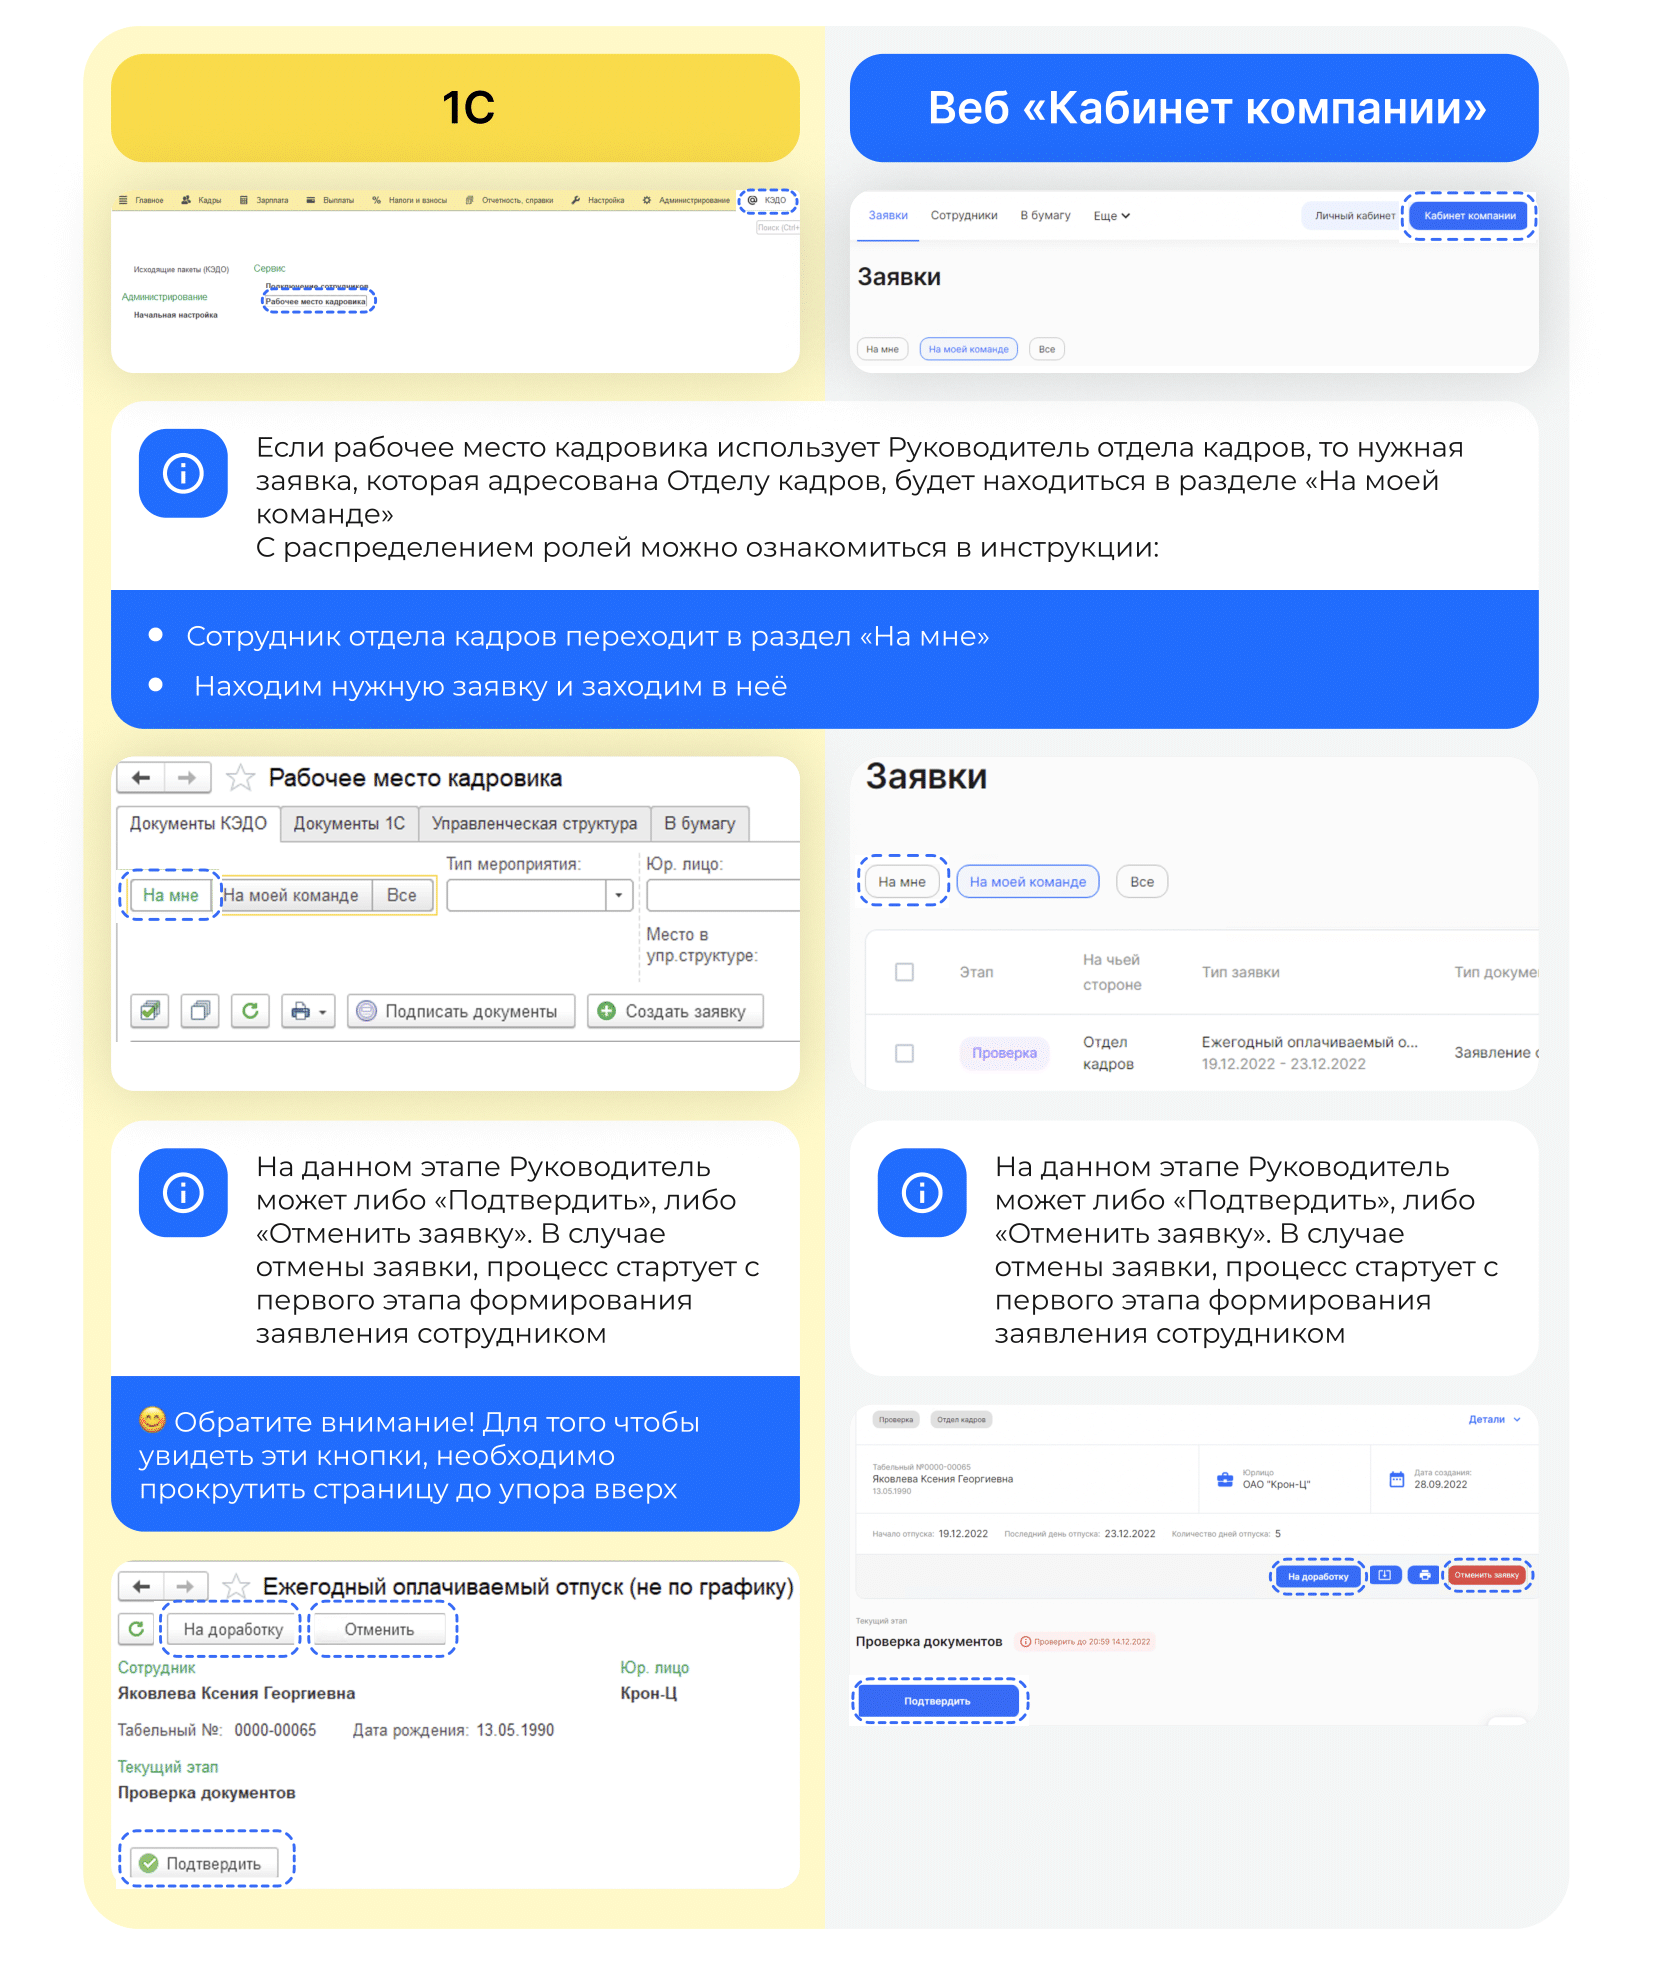 1С
Веб «Кабинет компании»
Главное Кадры Зарплата Выплаты Налоги и взносы Отчетность, справки Настройка Администрирование КЭДО
Поиск (Ctrl+
Исходящие пакеты (КЭДО) Сервис
Подключение сотрудников
Администрирование
Рабочее место кадровика
Начальная настройка
Заявки Сотрудники В бумагу Еще Личный кабинет Кабинет компании
Заявки
На мне На моей команде Все
Если рабочее место кадровика использует Руководитель отдела кадров, то нужная
заявка, которая адресована Отделу кадров, будет находиться в разделе «На моей
команде»
С распределением ролей можно ознакомиться в инструкции:
● Сотрудник отдела кадров переходит в раздел «На мне»
● Находим нужную заявку и заходим в неё
Рабочее место кадровика
Документы КЭДО Документы 1С Управленческая структура В бумагу
Тип мероприятия: Юр. лицо:
На мне На моей команде Все
Место в
упр.структуре:
Подписать документы Создать заявку
Заявки
На мне На моей команде Все
Этап На чьей стороне Тип заявки Тип докуме
Проверка Отдел кадров Ежегодный оплачиваемый о... Заявление
19.12.2022 - 23.12.2022
На данном этапе Руководитель
может либо «Подтвердить», либо
«Отменить заявку». В случае
отмены заявки, процесс стартует с
первого этапа формирования
заявления сотрудником
😊 Обратите внимание! Для того чтобы
увидеть эти кнопки, необходимо
прокрутить страницу до упора вверх
Ежегодный оплачиваемый отпуск (не по графику)
На доработку Отменить
Сотрудник Юр. лицо
Яковлева Ксения Георгиевна Крон-Ц
Табельный №: 0000-00065 Дата рождения: 13.05.1990
Текущий этап
Проверка документов
Подтвердить
На данном этапе Руководитель
может либо «Подтвердить», либо
«Отменить заявку». В случае
отмены заявки, процесс стартует с
первого этапа формирования
заявления сотрудником
Проверка Отдел кадров Детали
Табельный №0000-00065
Яковлева Ксения Георгиевна
13.05.1990
Юрлицо
ОАО "Крон-Ц"
Дата создания:
28.09.2022
Начало отпуска: 19.12.2022 Последний день отпуска: 23.12.2022 Количество дней отпуска: 5
На доработку Отменить заявку
Текущий этап
Проверка документов Проверить до 20:59 14.12.2022
Подтвердить